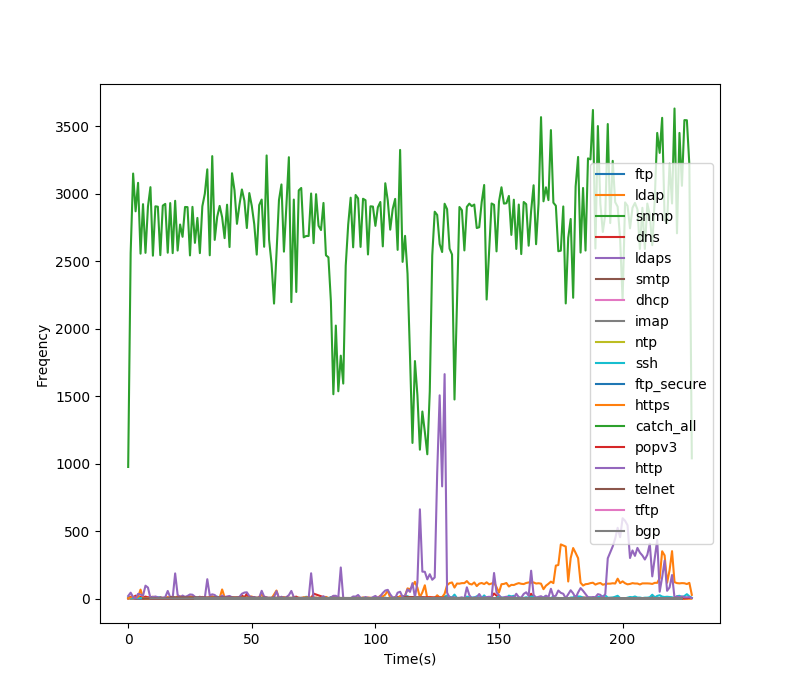 3500
3000
2500
2000
1500
1000
500
0
Freqency
0 50 100 150 200
Time(s)
ftp
ldap
snmp
dns
ldaps
smtp
dhcp
imap
ntp
ssh
ftp_secure
https
catch_all
popv3
http
telnet
tftp
bgp